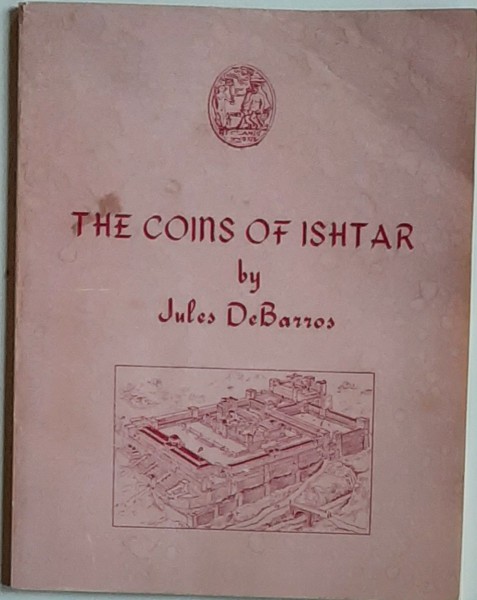 THE COINS OF ISHTAR
by
Jules DeBarros